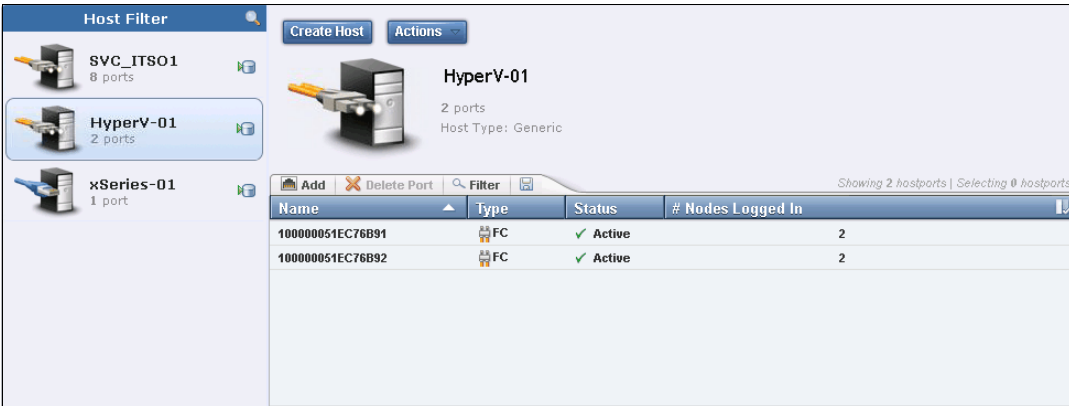 Host Filter
SVC_ITSO1
8 ports
HyperV-01
2 ports
xSeries-01
1 port
Create Host Actions
HyperV-01
2 ports
Host Type: Generic
Add Delete Port Filter Showing 2 hostports | Selecting 0 hostports
Name Type Status # Nodes Logged In
100000051EC76B91 FC Active 2
100000051EC76B92 FC Active 2